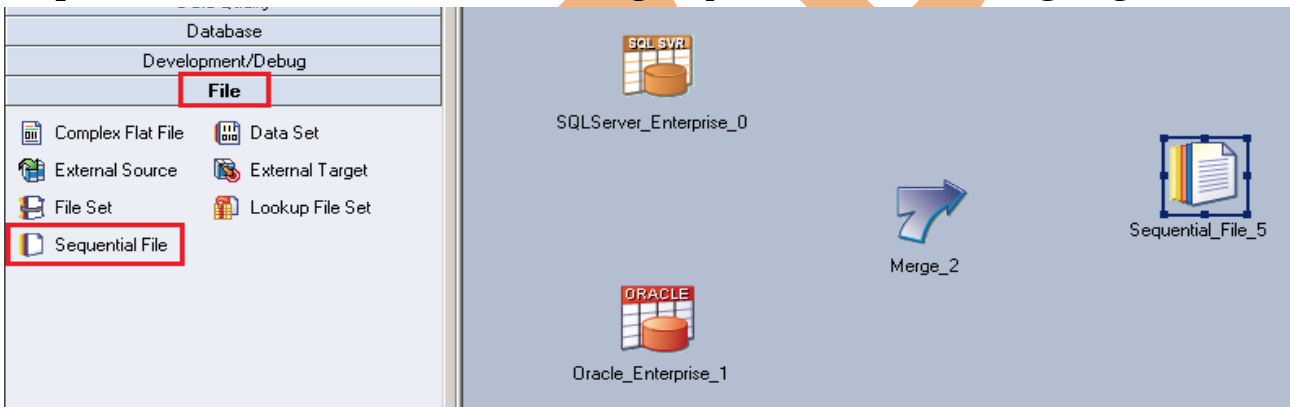 Database
Development/Debug
File
Complex Flat File
Data Set
External Source
External Target
File Set
Lookup File Set
Sequential File
SQL SVR
SQLServer_Enterprise_0
Merge_2
Sequential_File_5
ORACLE
Oracle_Enterprise_1